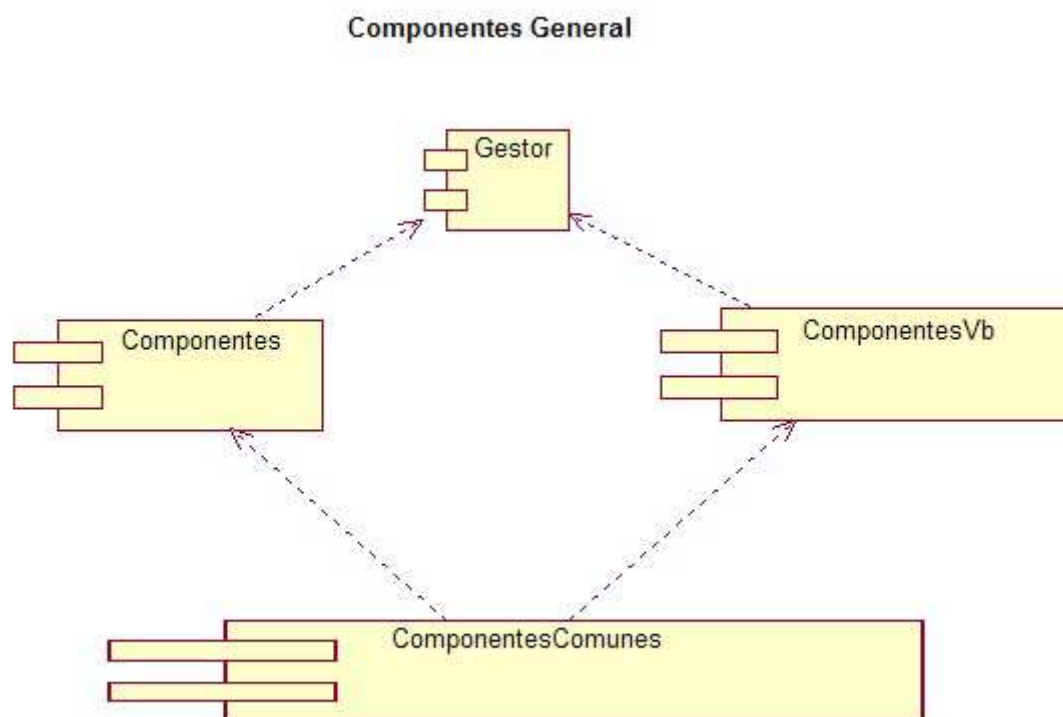 Componentes General
Gestor
Componentes
ComponentesVb
ComponentesComunes